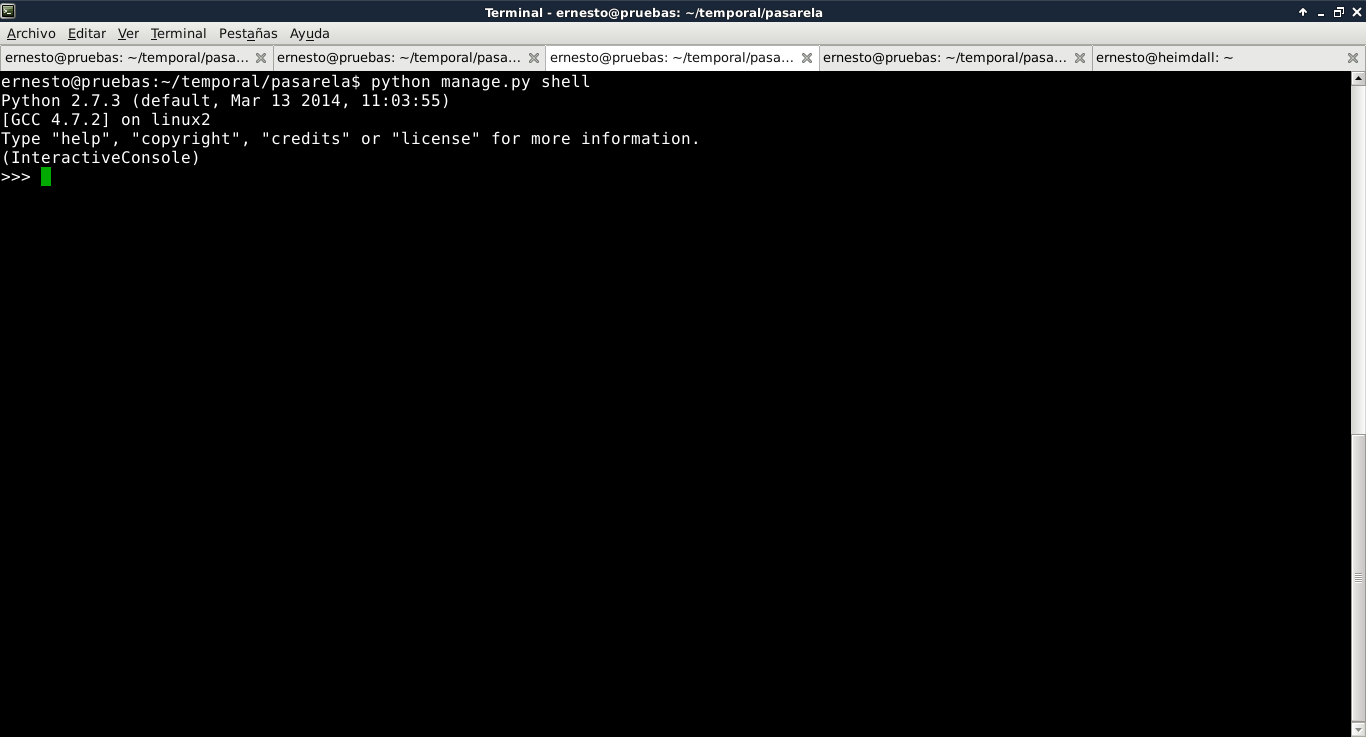 Terminal - ernesto@pruebas: ~/temporal/pasarela
Archivo Editar Ver Terminal Pestañas Ayuda
ernesto@pruebas: ~/temporal/pasa... ernesto@pruebas: ~/temporal/pasa... ernesto@pruebas: ~/temporal/pasa... ernesto@pruebas: ~/temporal/pasa... ernesto@heimdall: ~
ernesto@pruebas:~/temporal/pasarela$ python manage.py shell
Python 2.7.3 (default, Mar 13 2014, 11:03:55)
[GCC 4.7.2] on linux2
Type "help", "copyright", "credits" or "license" for more information.
(InteractiveConsole)
>>>